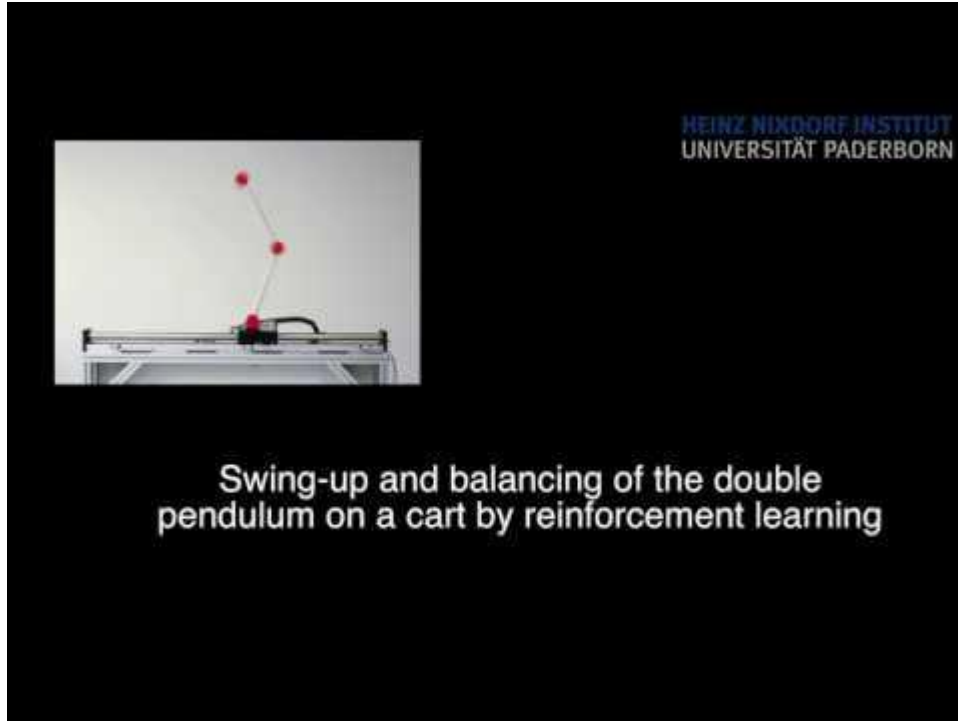 HEINZ NIXDORF INSTITUT
UNIVERSITÄT PADERBORN
Swing-up and balancing of the double
pendulum on a cart by reinforcement learning